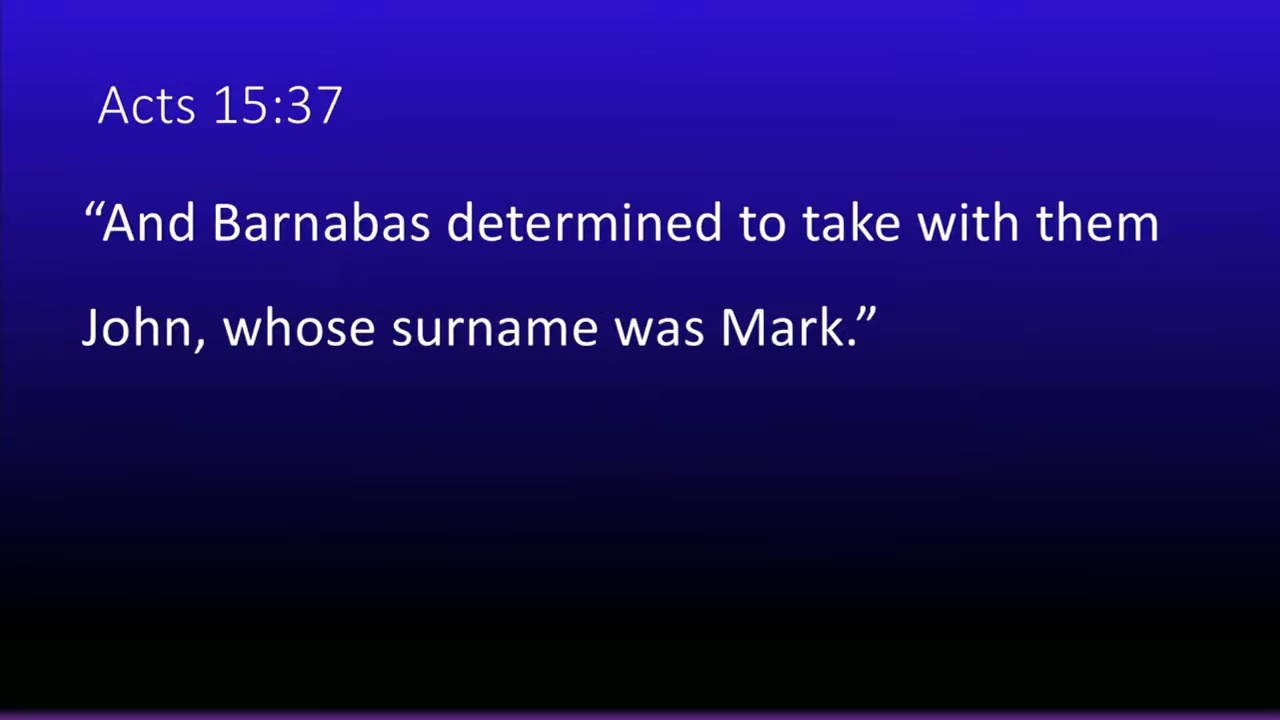 Acts 15:37
“And Barnabas determined to take with them
John, whose surname was Mark.”